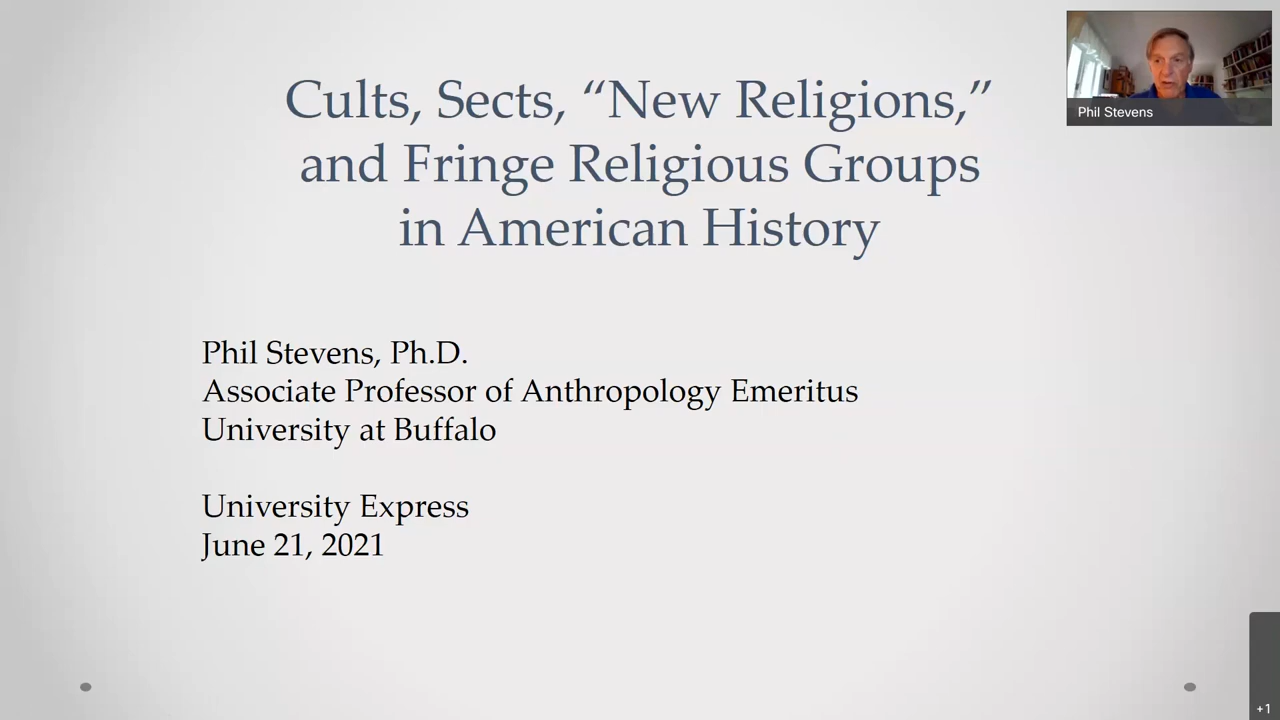 Cults, Sects, “New Religions,”
and Fringe Religious Groups
in American History
Phil Stevens
Phil Stevens, Ph.D.
Associate Professor of Anthropology Emeritus
University at Buffalo
University Express
June 21, 2021
+1